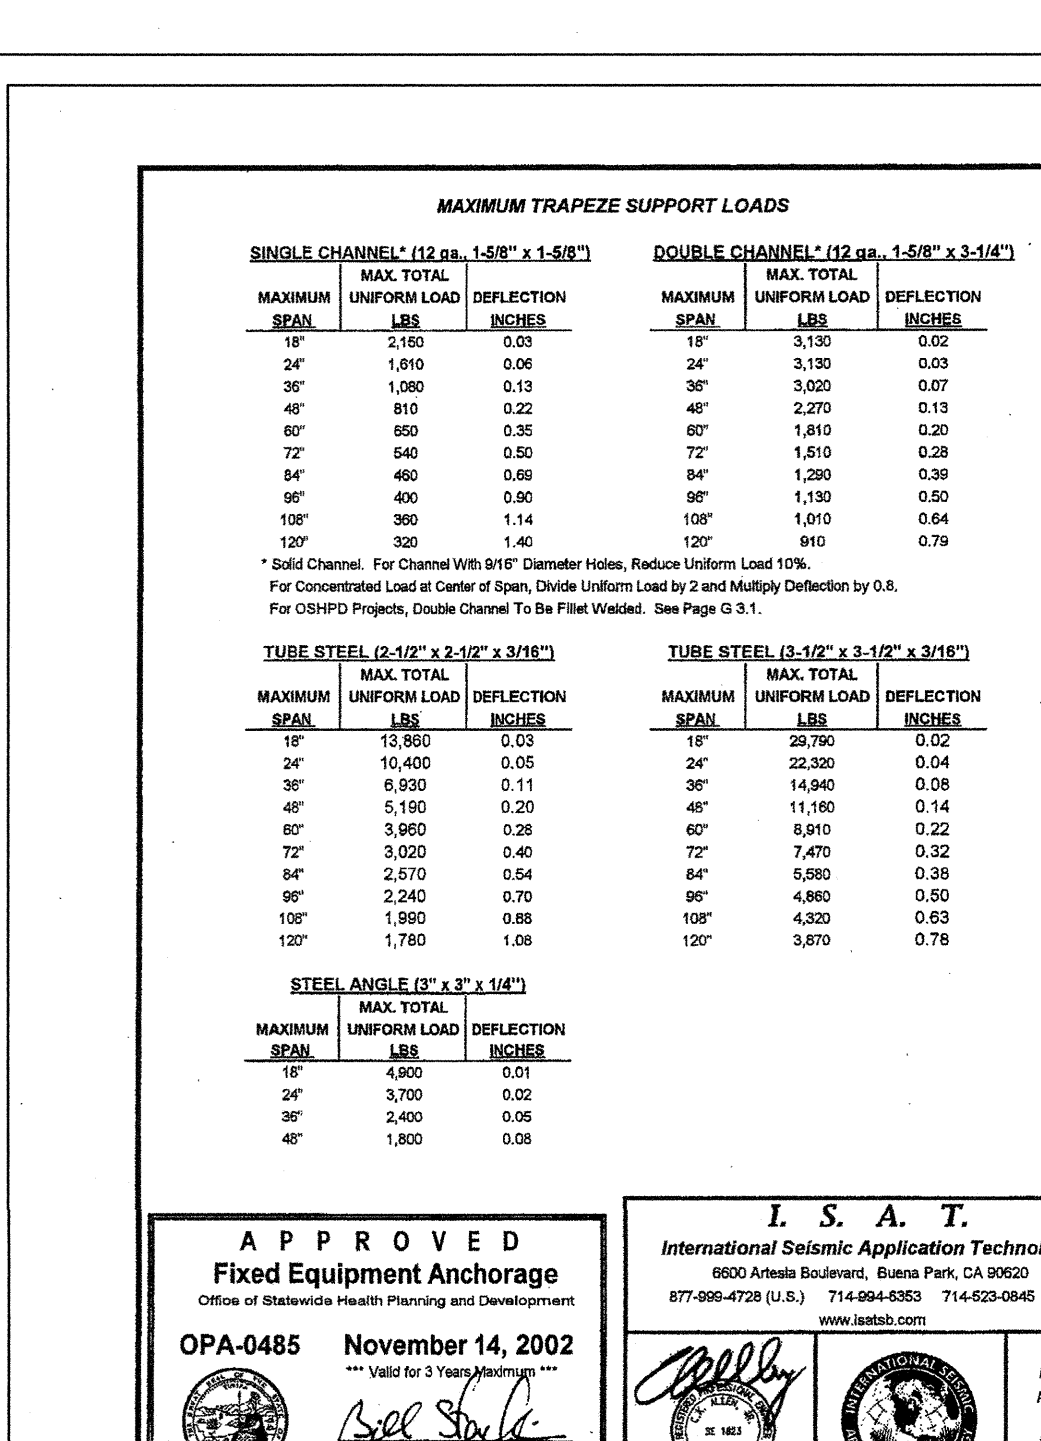 MAXIMUM TRAPEZE SUPPORT LOADS
SINGLE CHANNEL* (12 ga., 1-5/8" x 1-5/8")
MAX. TOTAL
MAXIMUM UNIFORM LOAD DEFLECTION
SPAN LBS INCHES
18" 2,150 0.03
24" 1,610 0.06
36" 1,080 0.13
48" 810 0.22
60" 650 0.35
72" 540 0.50
84" 460 0.69
96" 400 0.90
108" 360 1.14
120" 320 1.40
DOUBLE CHANNEL* (12 ga., 1-5/8" x 3-1/4")
MAX. TOTAL
MAXIMUM UNIFORM LOAD DEFLECTION
SPAN LBS INCHES
18" 3,130 0.02
24" 3,130 0.03
36" 3,020 0.07
48" 2,270 0.13
60" 1,810 0.20
72" 1,510 0.28
84" 1,290 0.39
96" 1,130 0.50
108" 1,010 0.64
120" 910 0.79
* Solid Channel. For Channel With 9/16" Diameter Holes, Reduce Uniform Load 10%.
For Concentrated Load at Center of Span, Divide Uniform Load by 2 and Multiply Deflection by 0.8.
For OSHPD Projects, Double Channel To Be Fillet Welded. See Page G 3.1.
TUBE STEEL (2-1/2" x 2-1/2" x 3/16")
MAX. TOTAL
MAXIMUM UNIFORM LOAD DEFLECTION
SPAN LBS INCHES
18" 13,860 0.03
24" 10,400 0.05
36" 6,930 0.11
48" 5,190 0.20
60" 3,960 0.28
72" 3,020 0.40
84" 2,570 0.54
96" 2,240 0.70
108" 1,990 0.88
120" 1,780 1.08
TUBE STEEL (3-1/2" x 3-1/2" x 3/16")
MAX. TOTAL
MAXIMUM UNIFORM LOAD DEFLECTION
SPAN LBS INCHES
18" 29,790 0.02
24" 22,320 0.04
36" 14,940 0.08
48" 11,160 0.14
60" 8,910 0.22
72" 7,470 0.32
84" 5,580 0.38
96" 4,860 0.50
108" 4,320 0.63
120" 3,870 0.78
STEEL ANGLE (3" x 3" x 1/4")
MAX. TOTAL
MAXIMUM UNIFORM LOAD DEFLECTION
SPAN LBS INCHES
18" 4,900 0.01
24" 3,700 0.02
36" 2,400 0.05
48" 1,800 0.08
APPROVED
Fixed Equipment Anchorage
Office of Statewide Health Planning and Development
OPA-0485 November 14, 2002
*** Valid for 3 Years Maximum ***
I. S. A. T.
International Seismic Application Techno
6600 Artesia Boulevard, Buena Park, CA 90620
877-999-4728 (U.S.) 714-994-6353 714-523-0845
www.isatsb.com
C.K. ALLEN, JR.
SE 1823
INTERNATIONAL SEISMIC